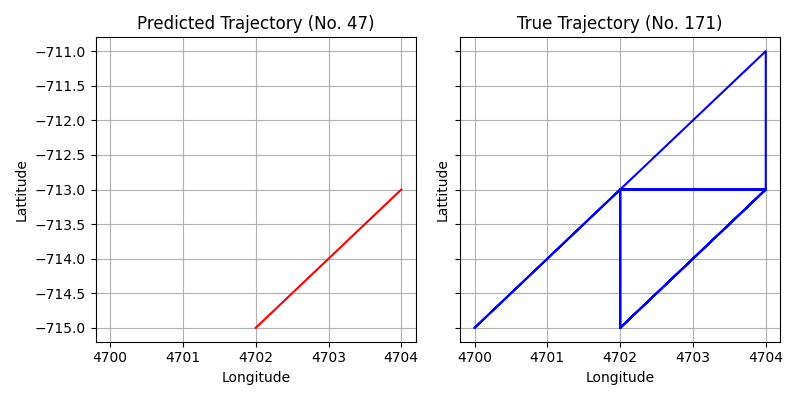 Predicted Trajectory (No. 47)
True Trajectory (No. 171)
−711.0
−711.5
−712.0
−712.5
−713.0
−713.5
−714.0
−714.5
−715.0
Lattitude
Lattitude
4700 4701 4702 4703 4704
4700 4701 4702 4703 4704
Longitude
Longitude